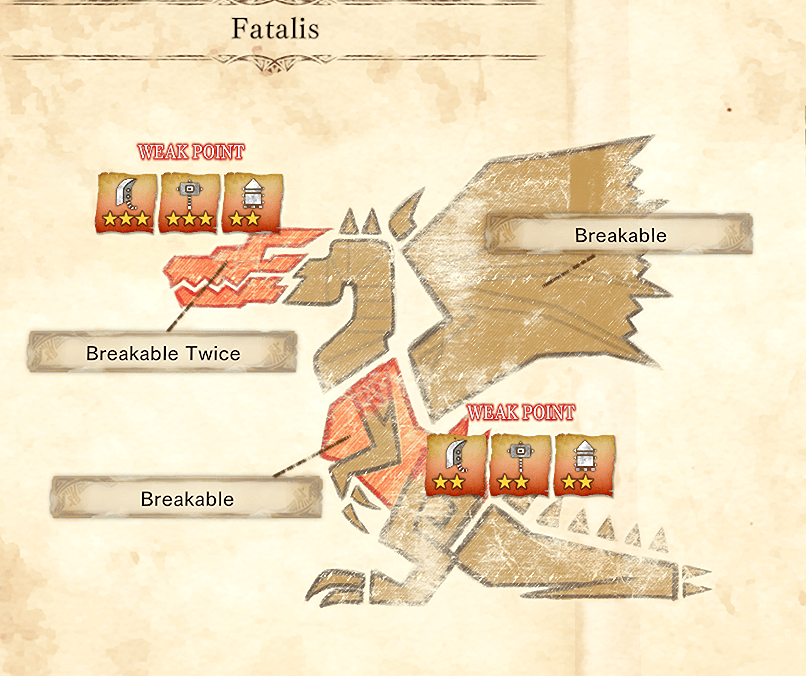 Fatalis
WEAK POINT
Breakable
Breakable Twice
WEAK POINT
Breakable